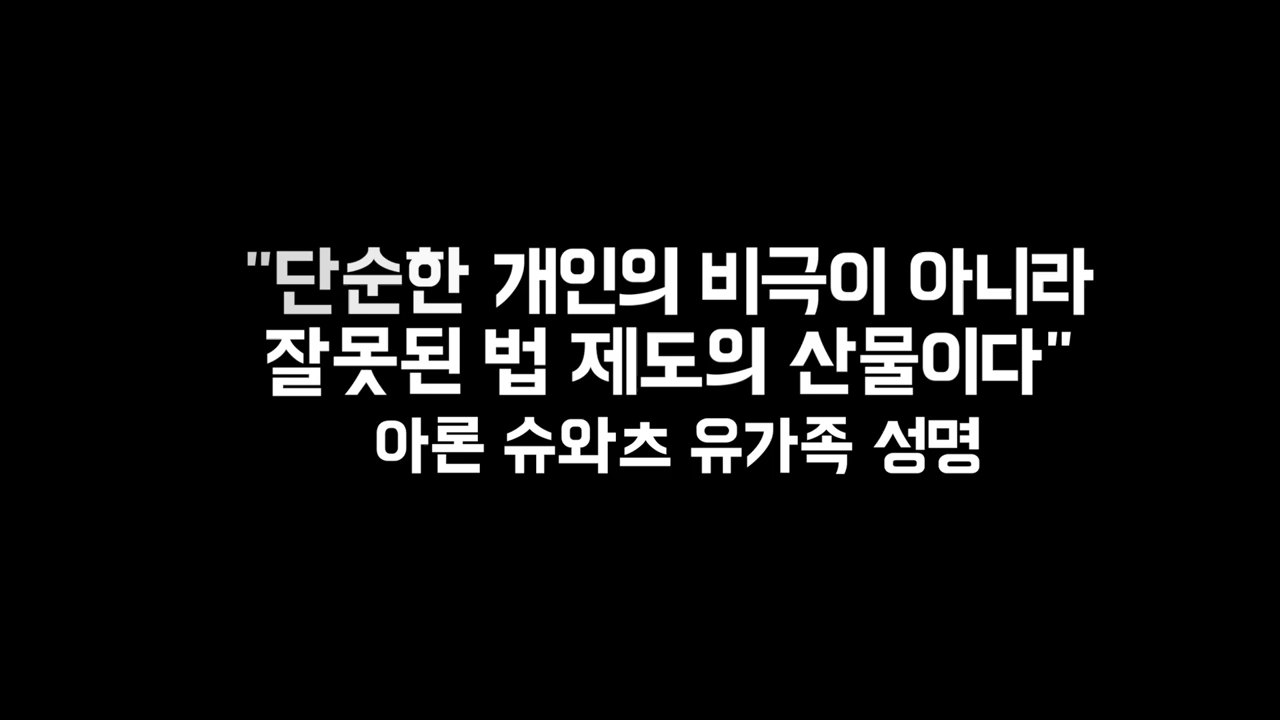 "단순한 개인의 비극이 아니라
잘못된 법 제도의 산물이다"
아론 슈와츠 유가족 성명